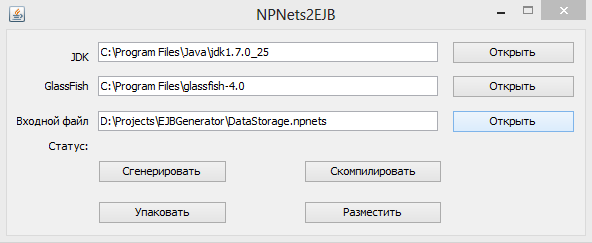 NPNets2EJB
JDK C:\Program Files\Java\jdk1.7.0_25 Открыть
GlassFish C:\Program Files\glassfish-4.0 Открыть
Входной файл D:\Projects\EJBGenerator\DataStorage.npnets Открыть
Статус:
Сгенерировать Скомпилировать
Упаковать Разместить